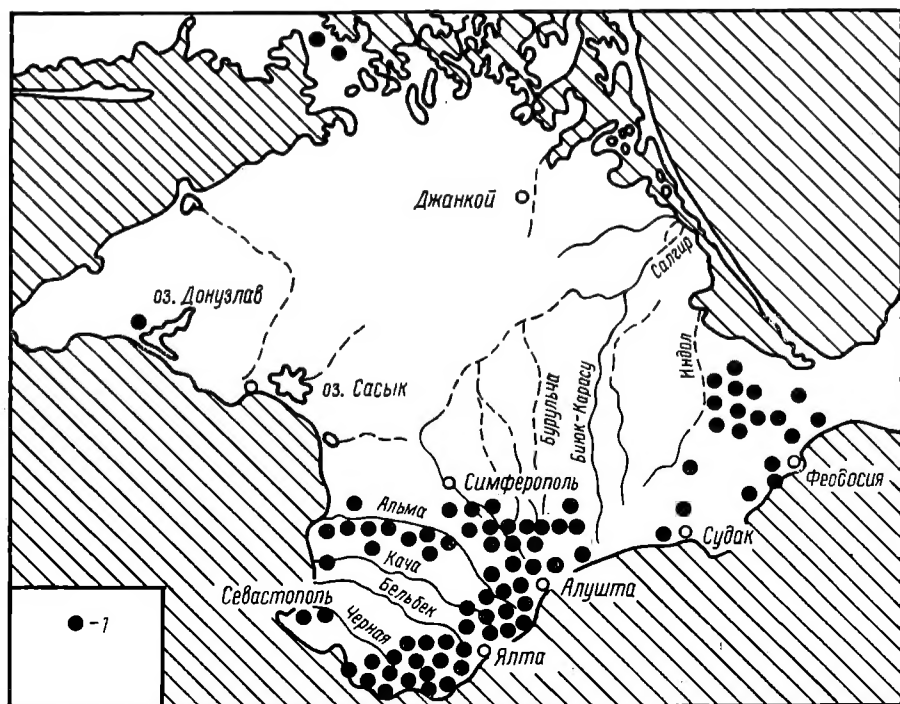 Джанкой
Салгир
оз. Донузлав
Индол
оз. Сасык
Бурульча
Биюк-Карасу
Симферополь
Феодосия
Альма
Судак
Кача
Севастополь
Бельбек
Алушта
Черная
Ялта
-1